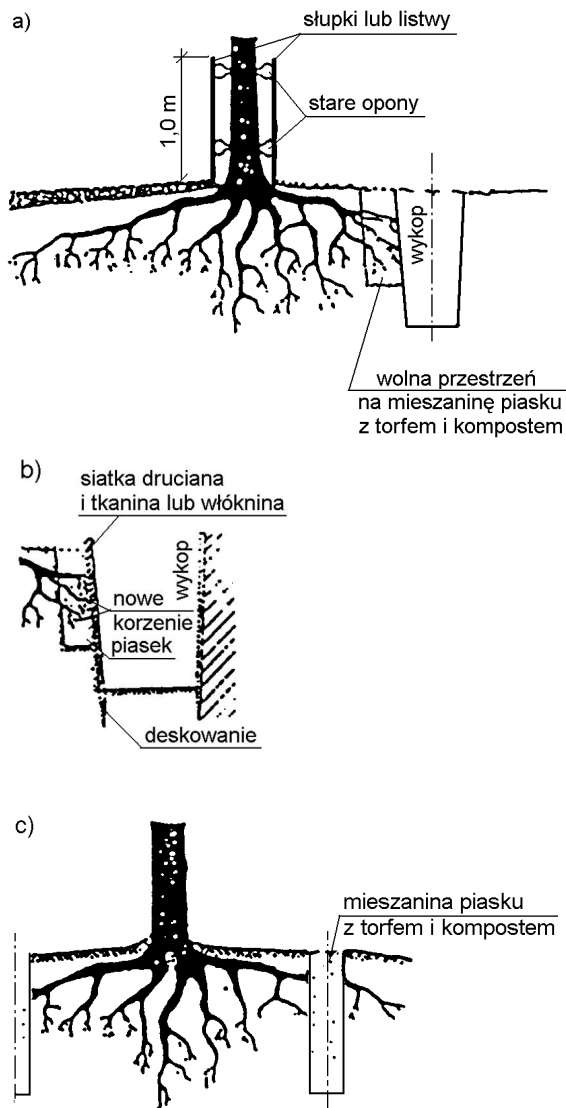 a)
słupki lub listwy
stare opony
1,0 m
wykop
wolna przestrzeń
na mieszaninę piasku
z torfem i kompostem
b)
siatka druciana
i tkanina lub włóknina
wykop
nowe
korzenie
piasek
deskowanie
c)
mieszanina piasku
z torfem i kompostem